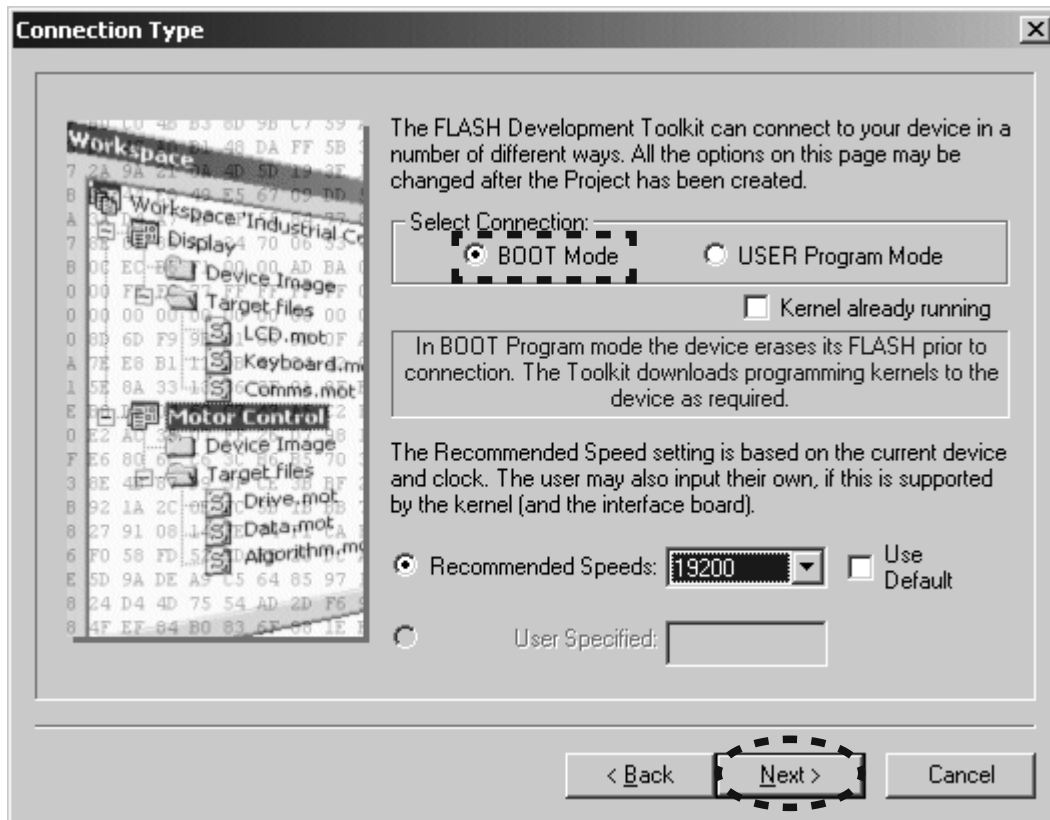 Connection Type
Workspace
Workspace 'Industrial Co
Display
Device Image
Target files
LCD.mot
Keyboard.m
Comms.mot
Motor Control
Device Image
Target files
Drive.mot
Data.mot
Algorithm.mo
The FLASH Development Toolkit can connect to your device in a
number of different ways. All the options on this page may be
changed after the Project has been created.
Select Connection:
BOOT Mode
USER Program Mode
Kernel already running
In BOOT Program mode the device erases its FLASH prior to
connection. The Toolkit downloads programming kernels to the
device as required.
The Recommended Speed setting is based on the current device
and clock. The user may also input their own, if this is supported
by the kernel (and the interface board).
Recommended Speeds:
19200
Use
Default
User Specified:
< Back
Next >
Cancel